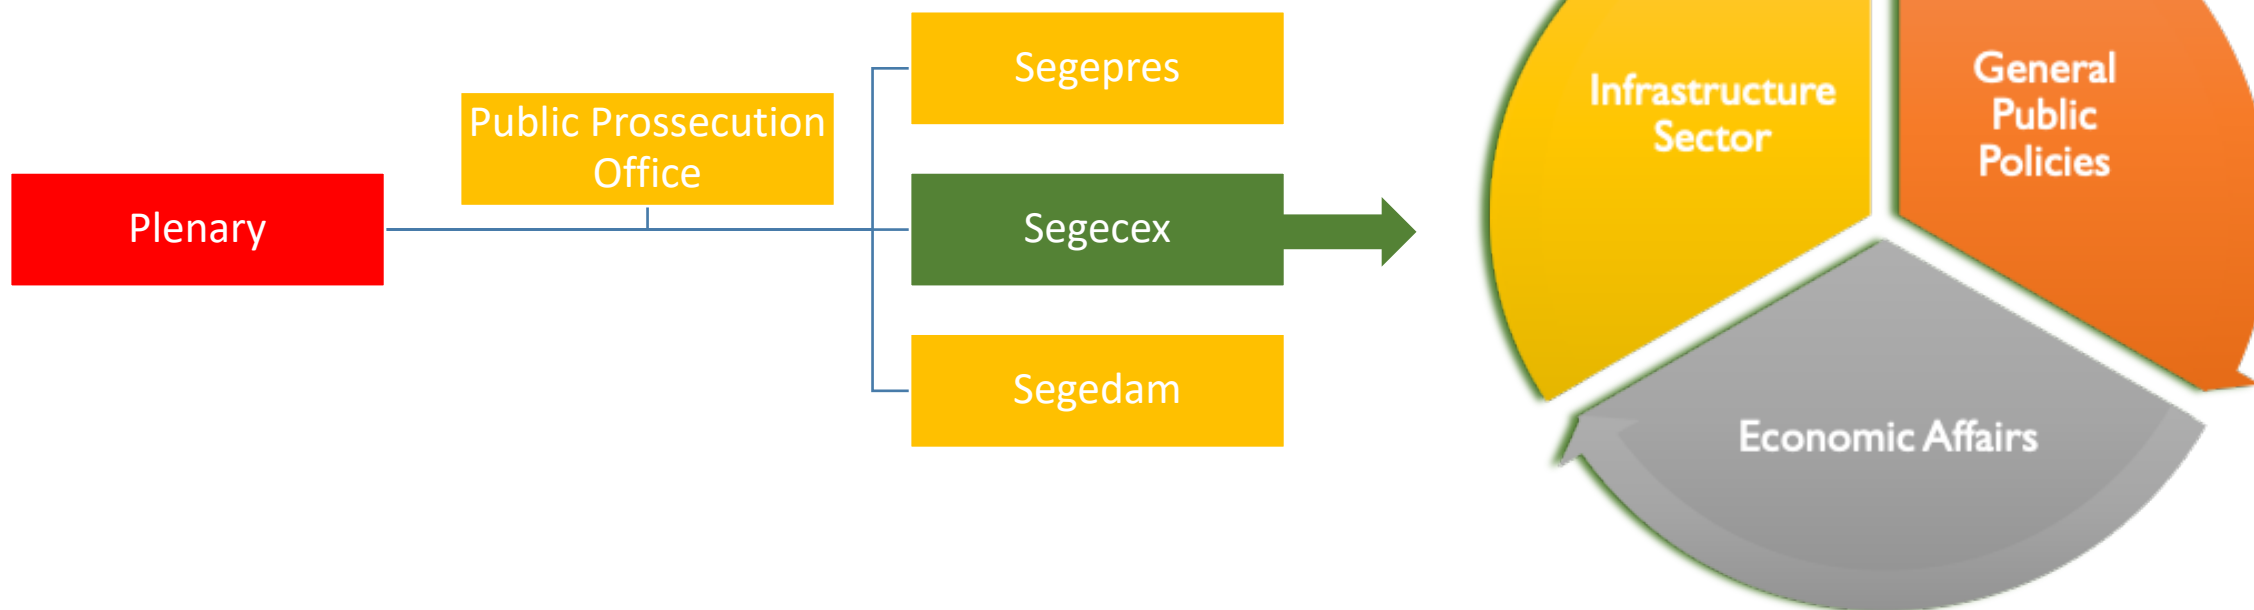 Plenary
Public Prossecution
Office
Segepres
Segecex
Segedam
Infrastructure
Sector
General
Public
Policies
Economic Affairs